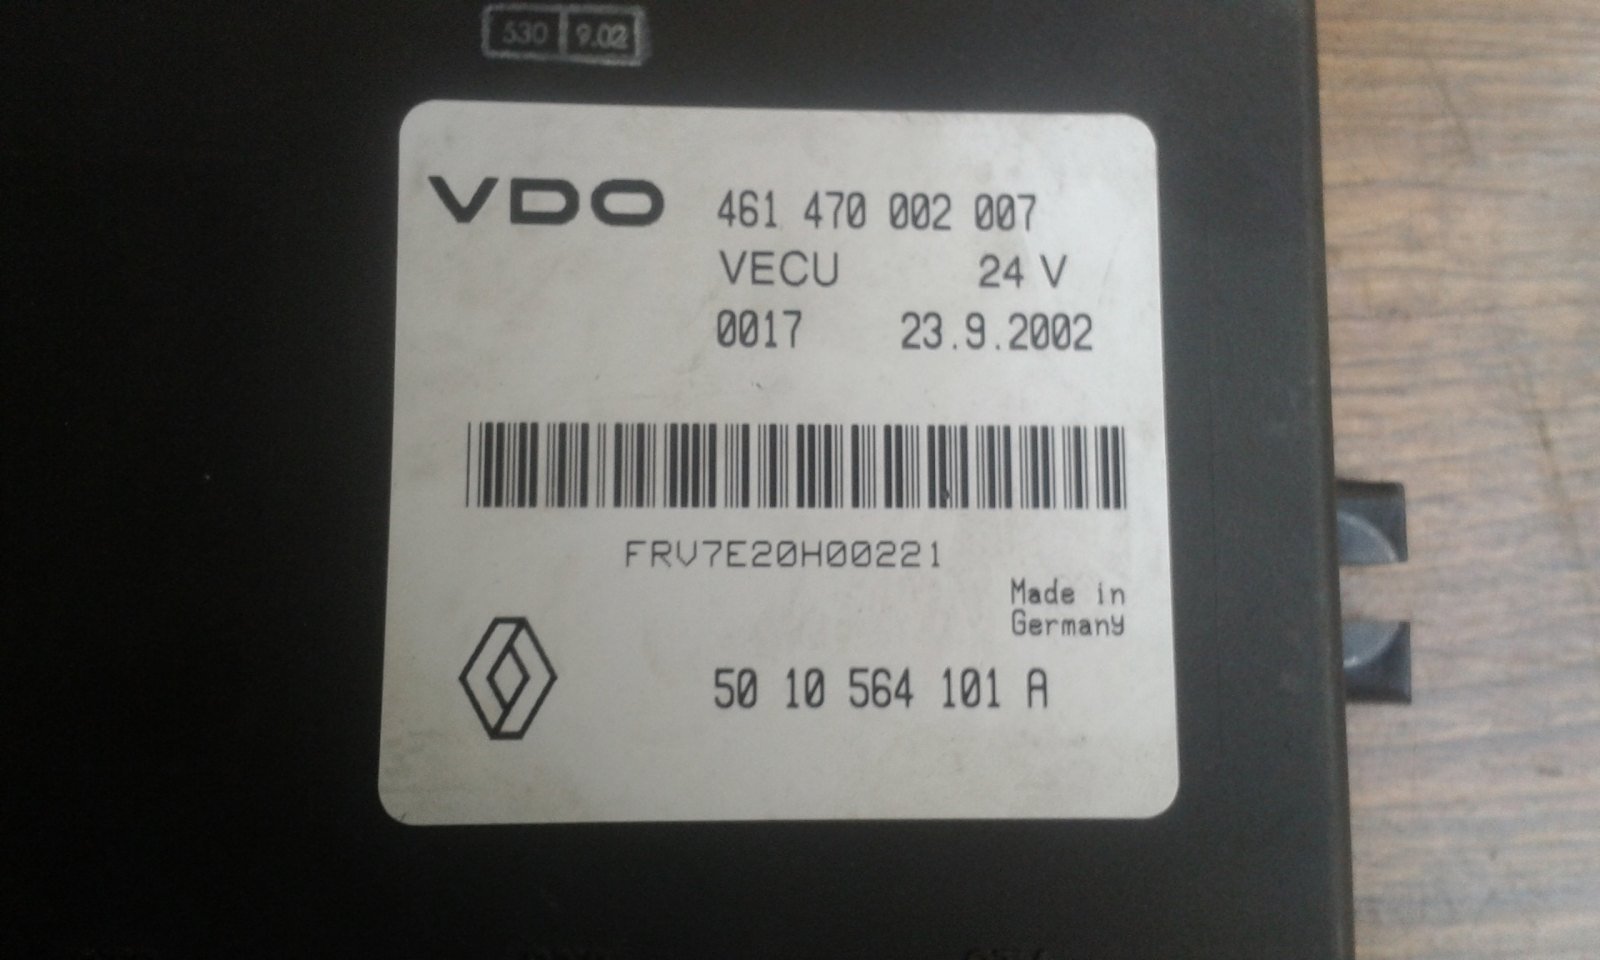 530 9.02
VDO 461 470 002 007
VECU 24 V
0017 23.9.2002
FRV7E20H00221
Made in
Germany
50 10 564 101 A